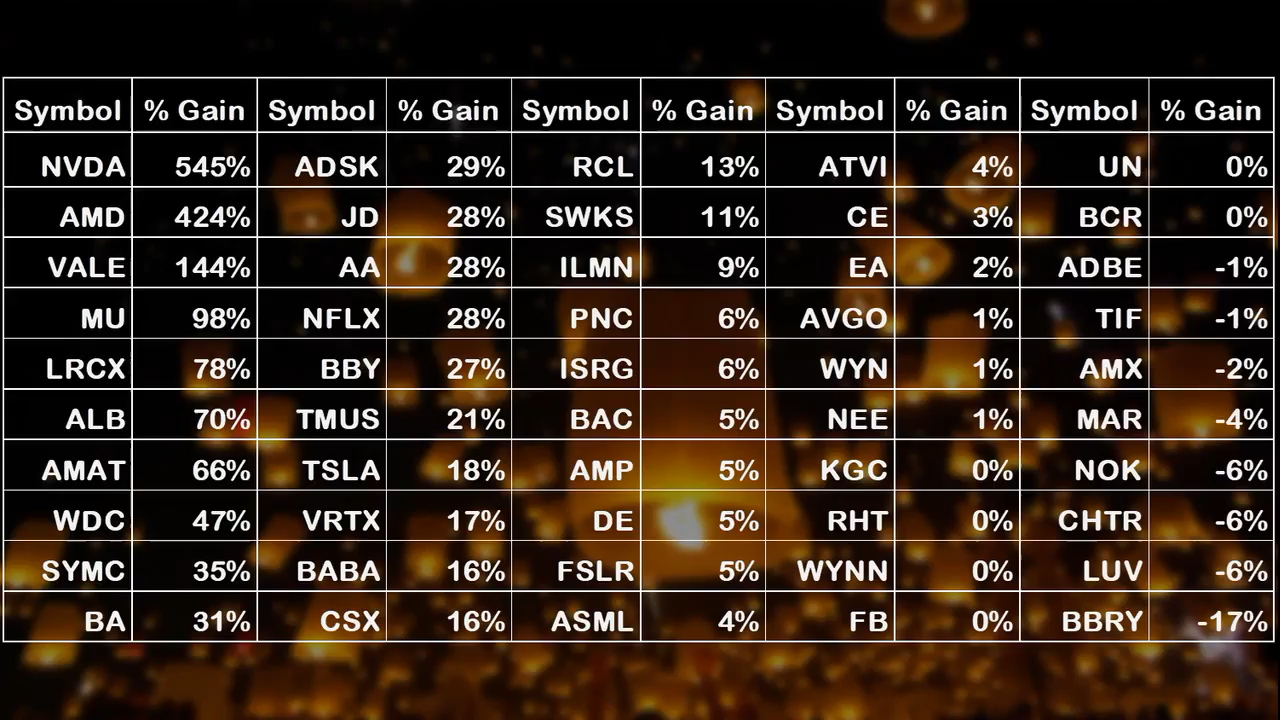 Symbol % Gain Symbol % Gain Symbol % Gain Symbol % Gain Symbol % Gain
NVDA 545% ADSK 29% RCL 13% ATVI 4% UN 0%
AMD 424% JD 28% SWKS 11% CE 3% BCR 0%
VALE 144% AA 28% ILMN 9% EA 2% ADBE -1%
MU 98% NFLX 28% PNC 6% AVGO 1% TIF -1%
LRCX 78% BBY 27% ISRG 6% WYN 1% AMX -2%
ALB 70% TMUS 21% BAC 5% NEE 1% MAR -4%
AMAT 66% TSLA 18% AMP 5% KGC 0% NOK -6%
WDC 47% VRTX 17% DE 5% RHT 0% CHTR -6%
SYMC 35% BABA 16% FSLR 5% WYNN 0% LUV -6%
BA 31% CSX 16% ASML 4% FB 0% BBRY -17%